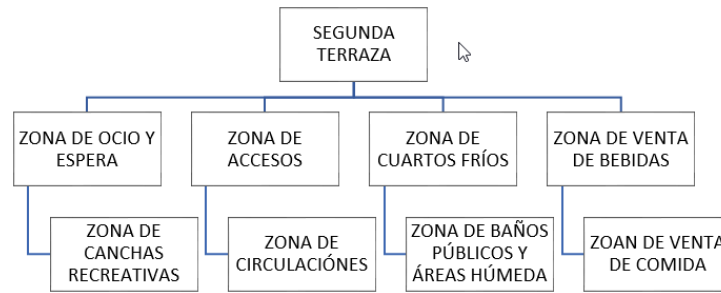 SEGUNDA
TERRAZA
ZONA DE OCIO Y
ESPERA
ZONA DE
ACCESOS
ZONA DE
CUARTOS FRÍOS
ZONA DE VENTA
DE BEBIDAS
ZONA DE
CANCHAS
RECREATIVAS
ZONA DE
CIRCULACIÓNES
ZONA DE BAÑOS
PÚBLICOS Y
ÁREAS HÚMEDA
ZOAN DE VENTA
DE COMIDA